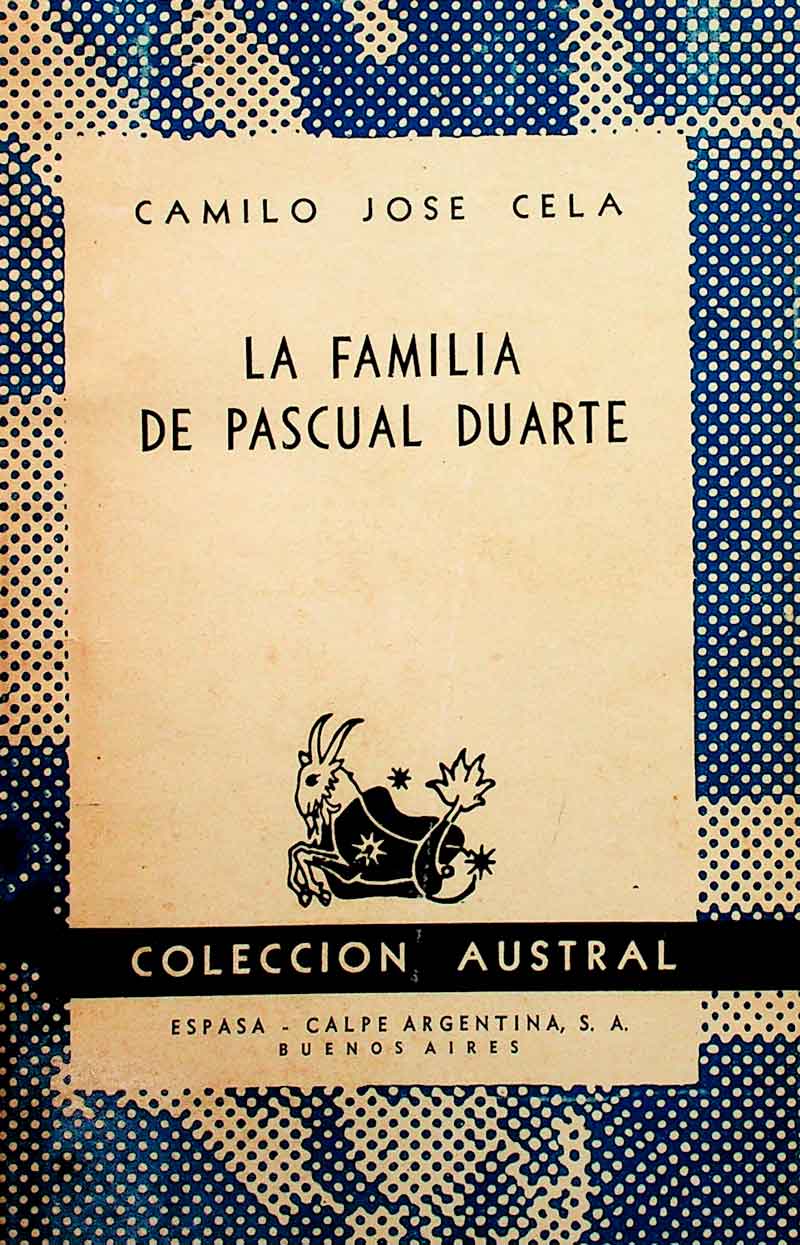 CAMILO JOSE CELA
LA FAMILIA
DE PASCUAL DUARTE
COLECCION AUSTRAL
ESPASA - CALPE ARGENTINA, S. A.
BUENOS AIRES